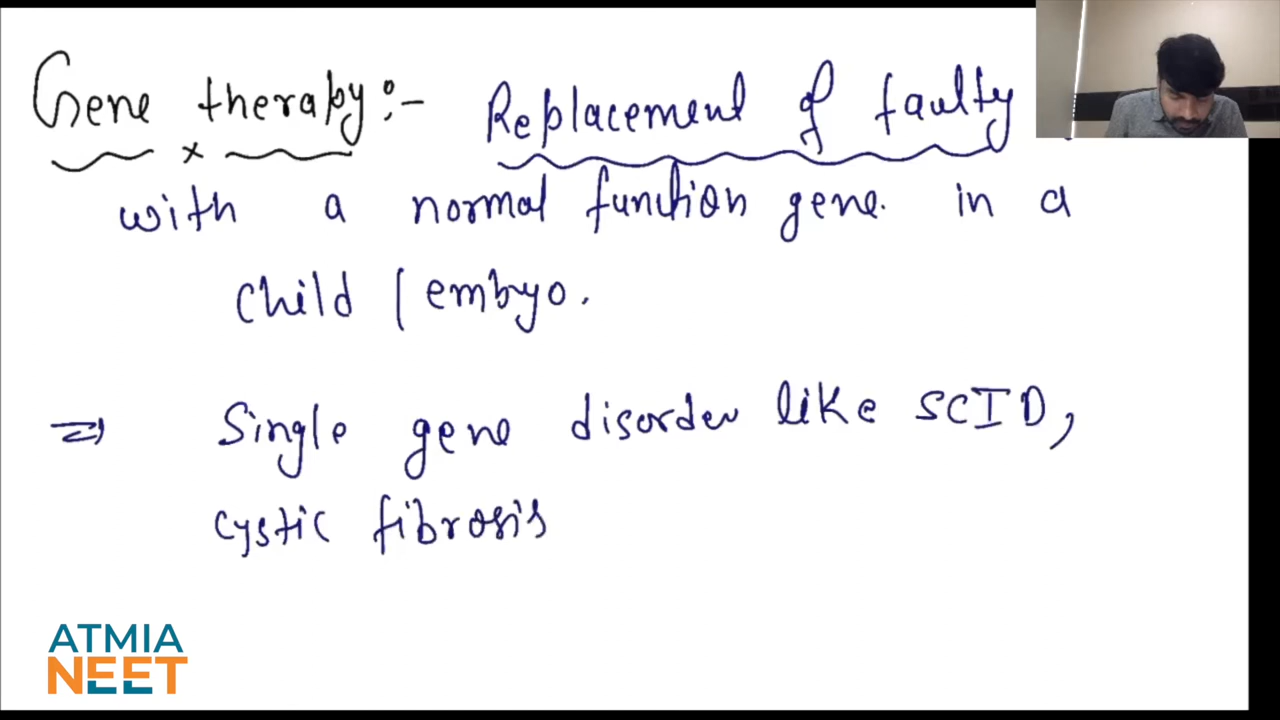 Gene therapy:- Replacement of faulty
with a normal function gene. in a
child / embyo.
=> Single gene disorder like SCID,
cystic fibrosis
ATMIA
NEET